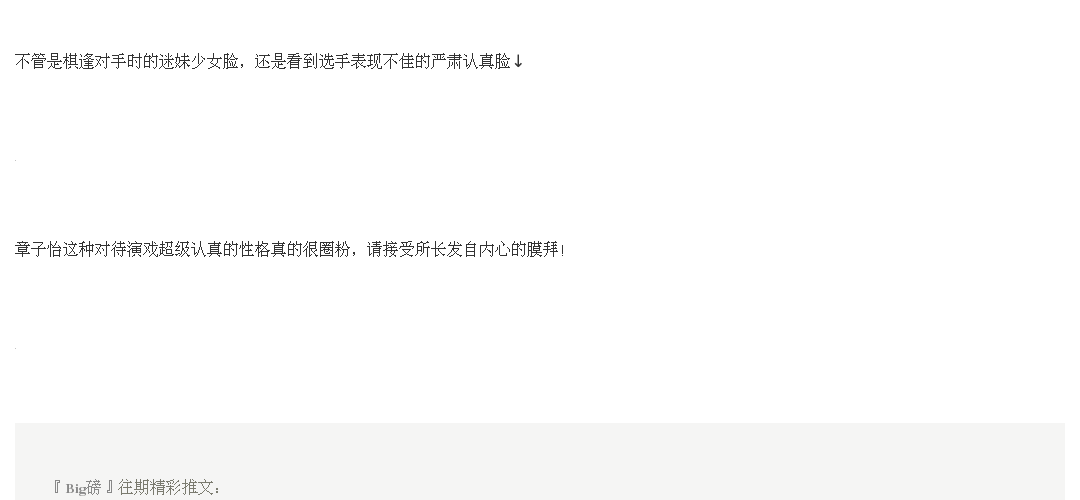 不管是棋逢对手时的迷妹少女脸，还是看到选手表现不佳的严肃认真脸↓
章子怡这种对待演戏超级认真的性格真的很圈粉，请接受所长发自内心的膜拜！
『 Big磅 』往期精彩推文：